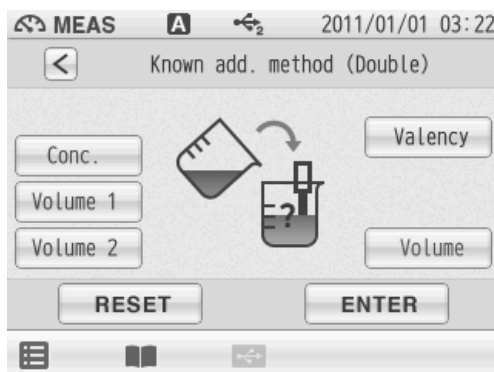 MEAS A 2 2011/01/01 03:22
Known add. method (Double)
Conc.
Valency
Volume 1
?
Volume 2
Volume
RESET
ENTER